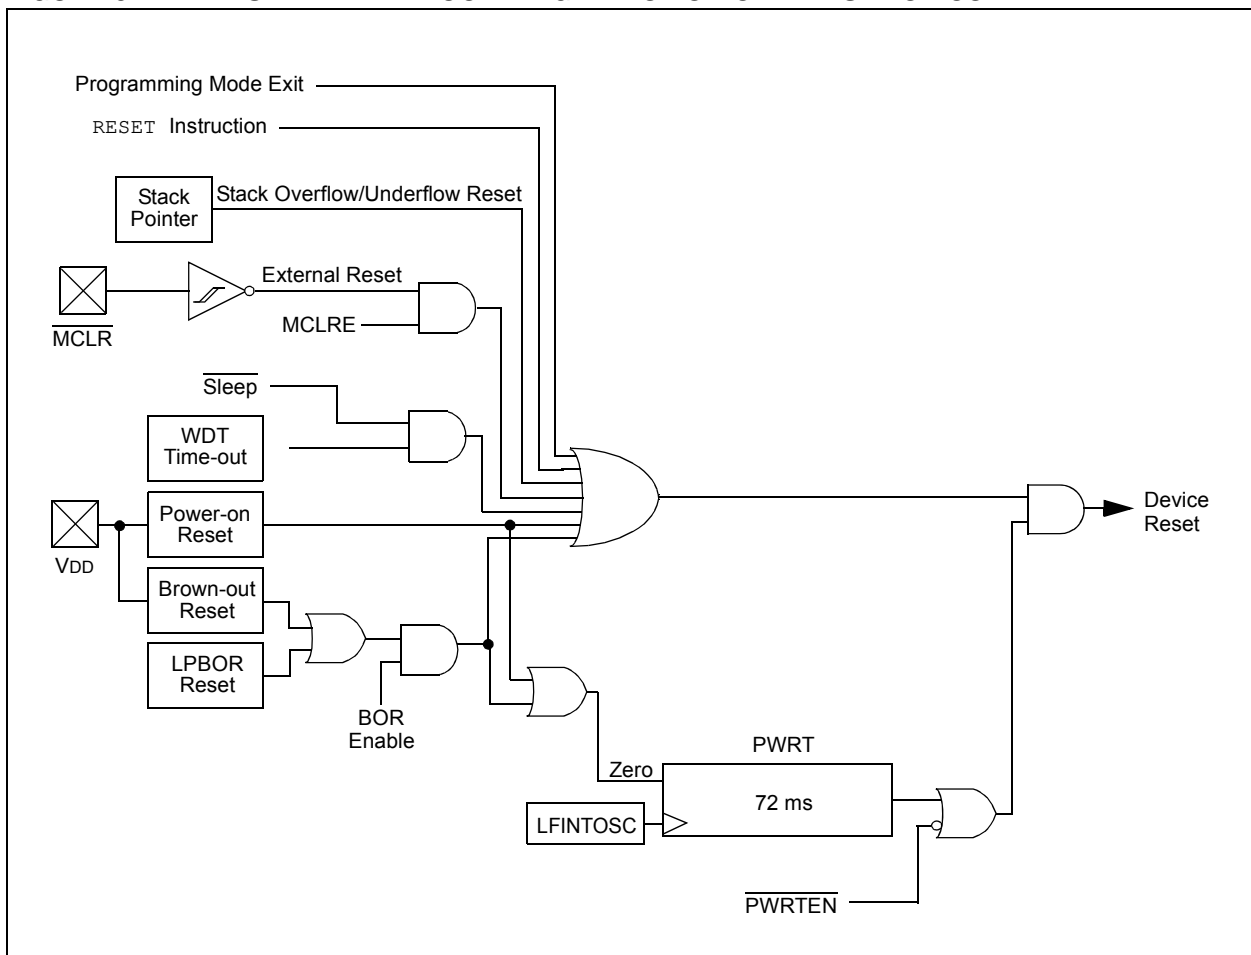 Programming Mode Exit
RESET Instruction
Stack
Pointer
Stack Overflow/Underflow Reset
External Reset
MCLRE
MCLR
Sleep
WDT
Time-out
Power-on
Reset
VDD
Brown-out
Reset
LPBOR
Reset
BOR
Enable
Device
Reset
PWRT
Zero
72 ms
LFINTOSC
PWRTEN